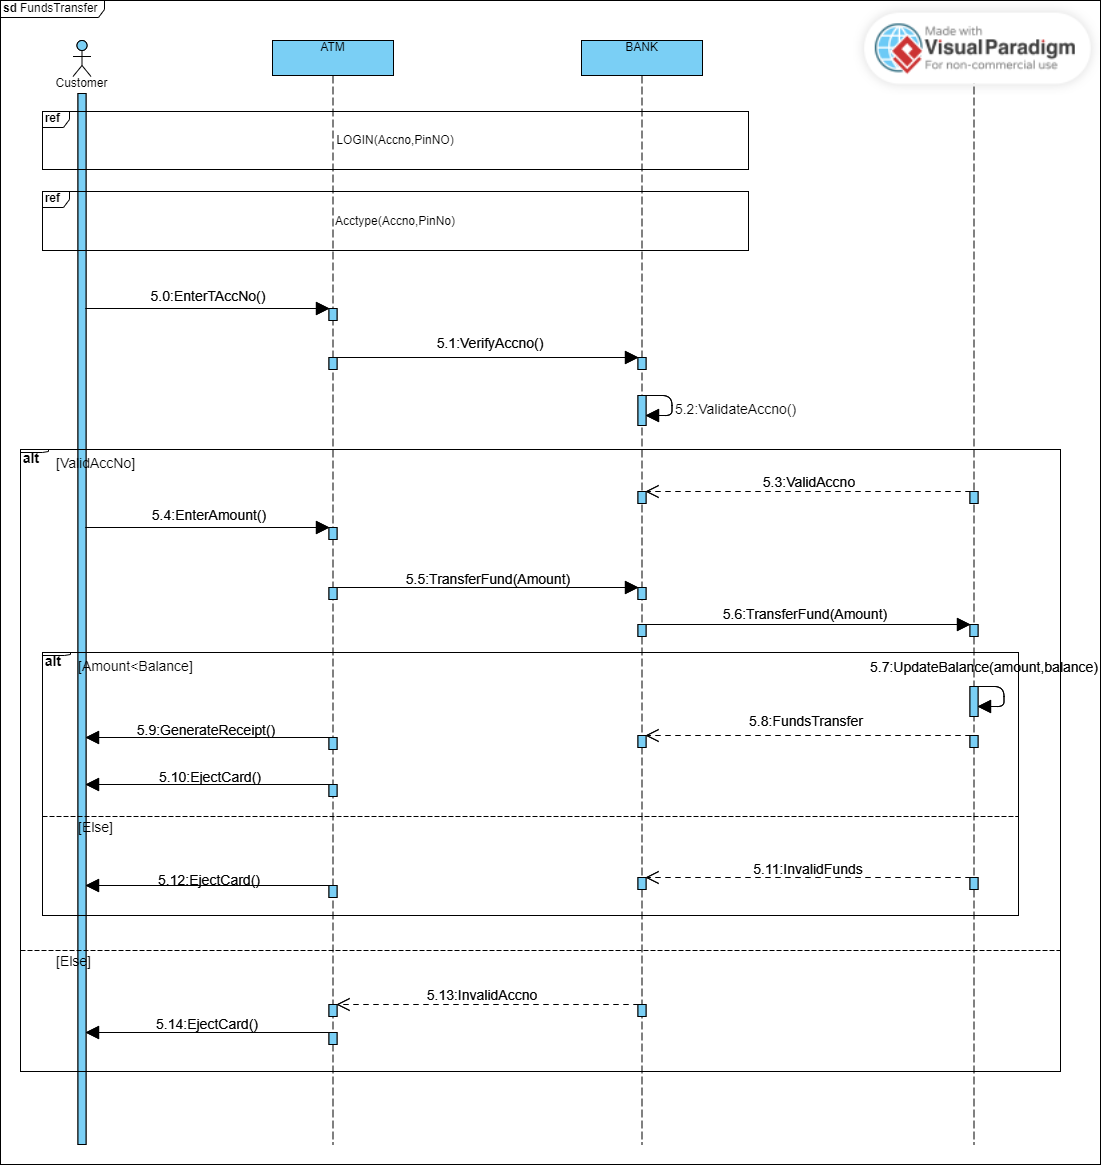 sd FundsTransfer
Made with
VisualParadigm
For non-commercial use
ATM
BANK
Customer
ref
LOGIN(Accno,PinNO)
ref
Acctype(Accno,PinNo)
5.0:EnterTAccNo()
5.1:VerifyAccno()
5.2:ValidateAccno()
alt
[ValidAccNo]
5.3:ValidAccno
5.4:EnterAmount()
5.5:TransferFund(Amount)
5.6:TransferFund(Amount)
alt
[Amount<Balance]
5.7:UpdateBalance(amount,balance)
5.8:FundsTransfer
5.9:GenerateReceipt()
5.10:EjectCard()
[Else]
5.11:InvalidFunds
5.12:EjectCard()
[Else]
5.13:InvalidAccno
5.14:EjectCard()